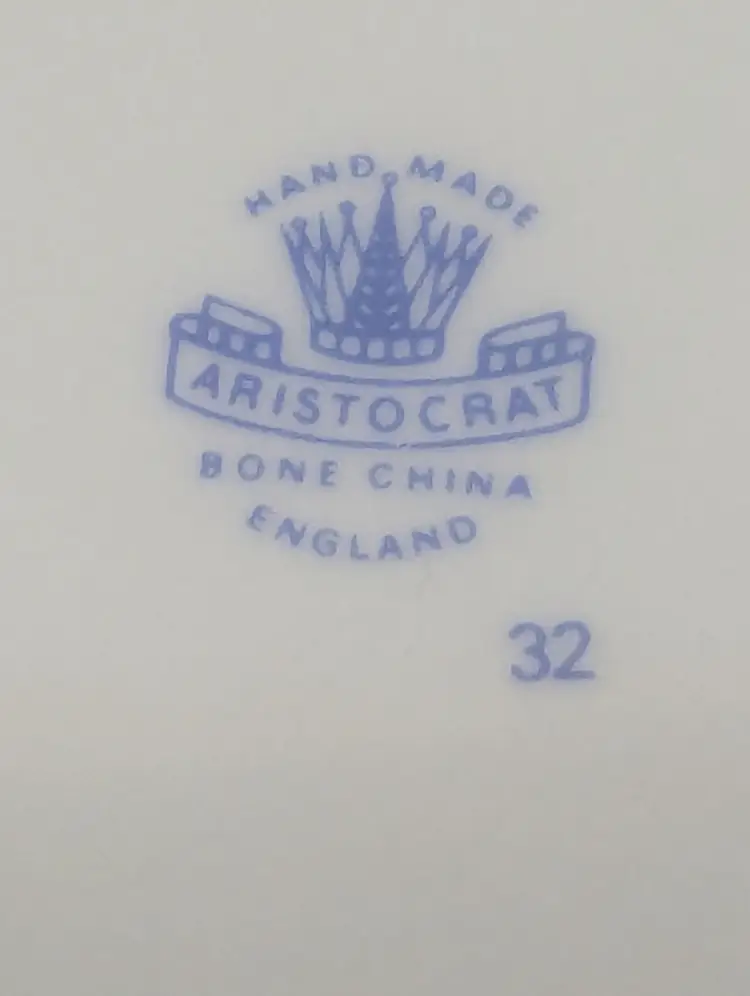 HAND MADE
ARISTOCRAT
BONE CHINA
ENGLAND
32